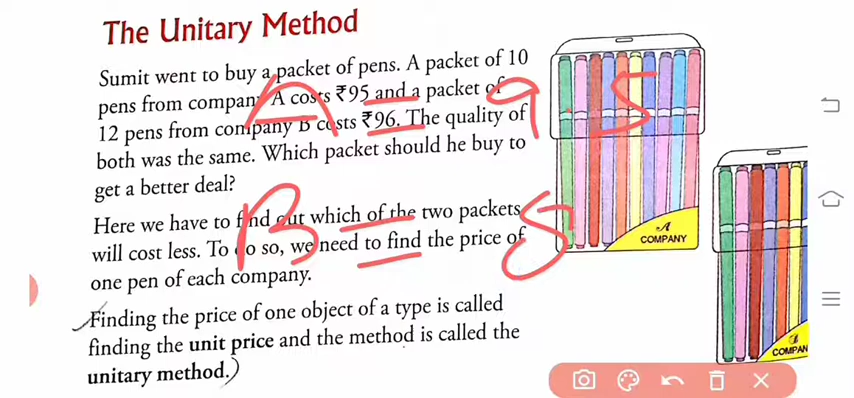 The Unitary Method
Sumit went to buy a packet of pens. A packet of 10
pens from company A costs ₹95 and a packet of
12 pens from company B costs ₹96. The quality of
both was the same. Which packet should he buy to
get a better deal?
Here we have to find out which of the two packets
will cost less. To do so, we need to find the price of
one pen of each company.
Finding the price of one object of a type is called
finding the unit price and the method is called the
unitary method.)
A = 9.5
B = 8
A
COMPANY
COMPAN